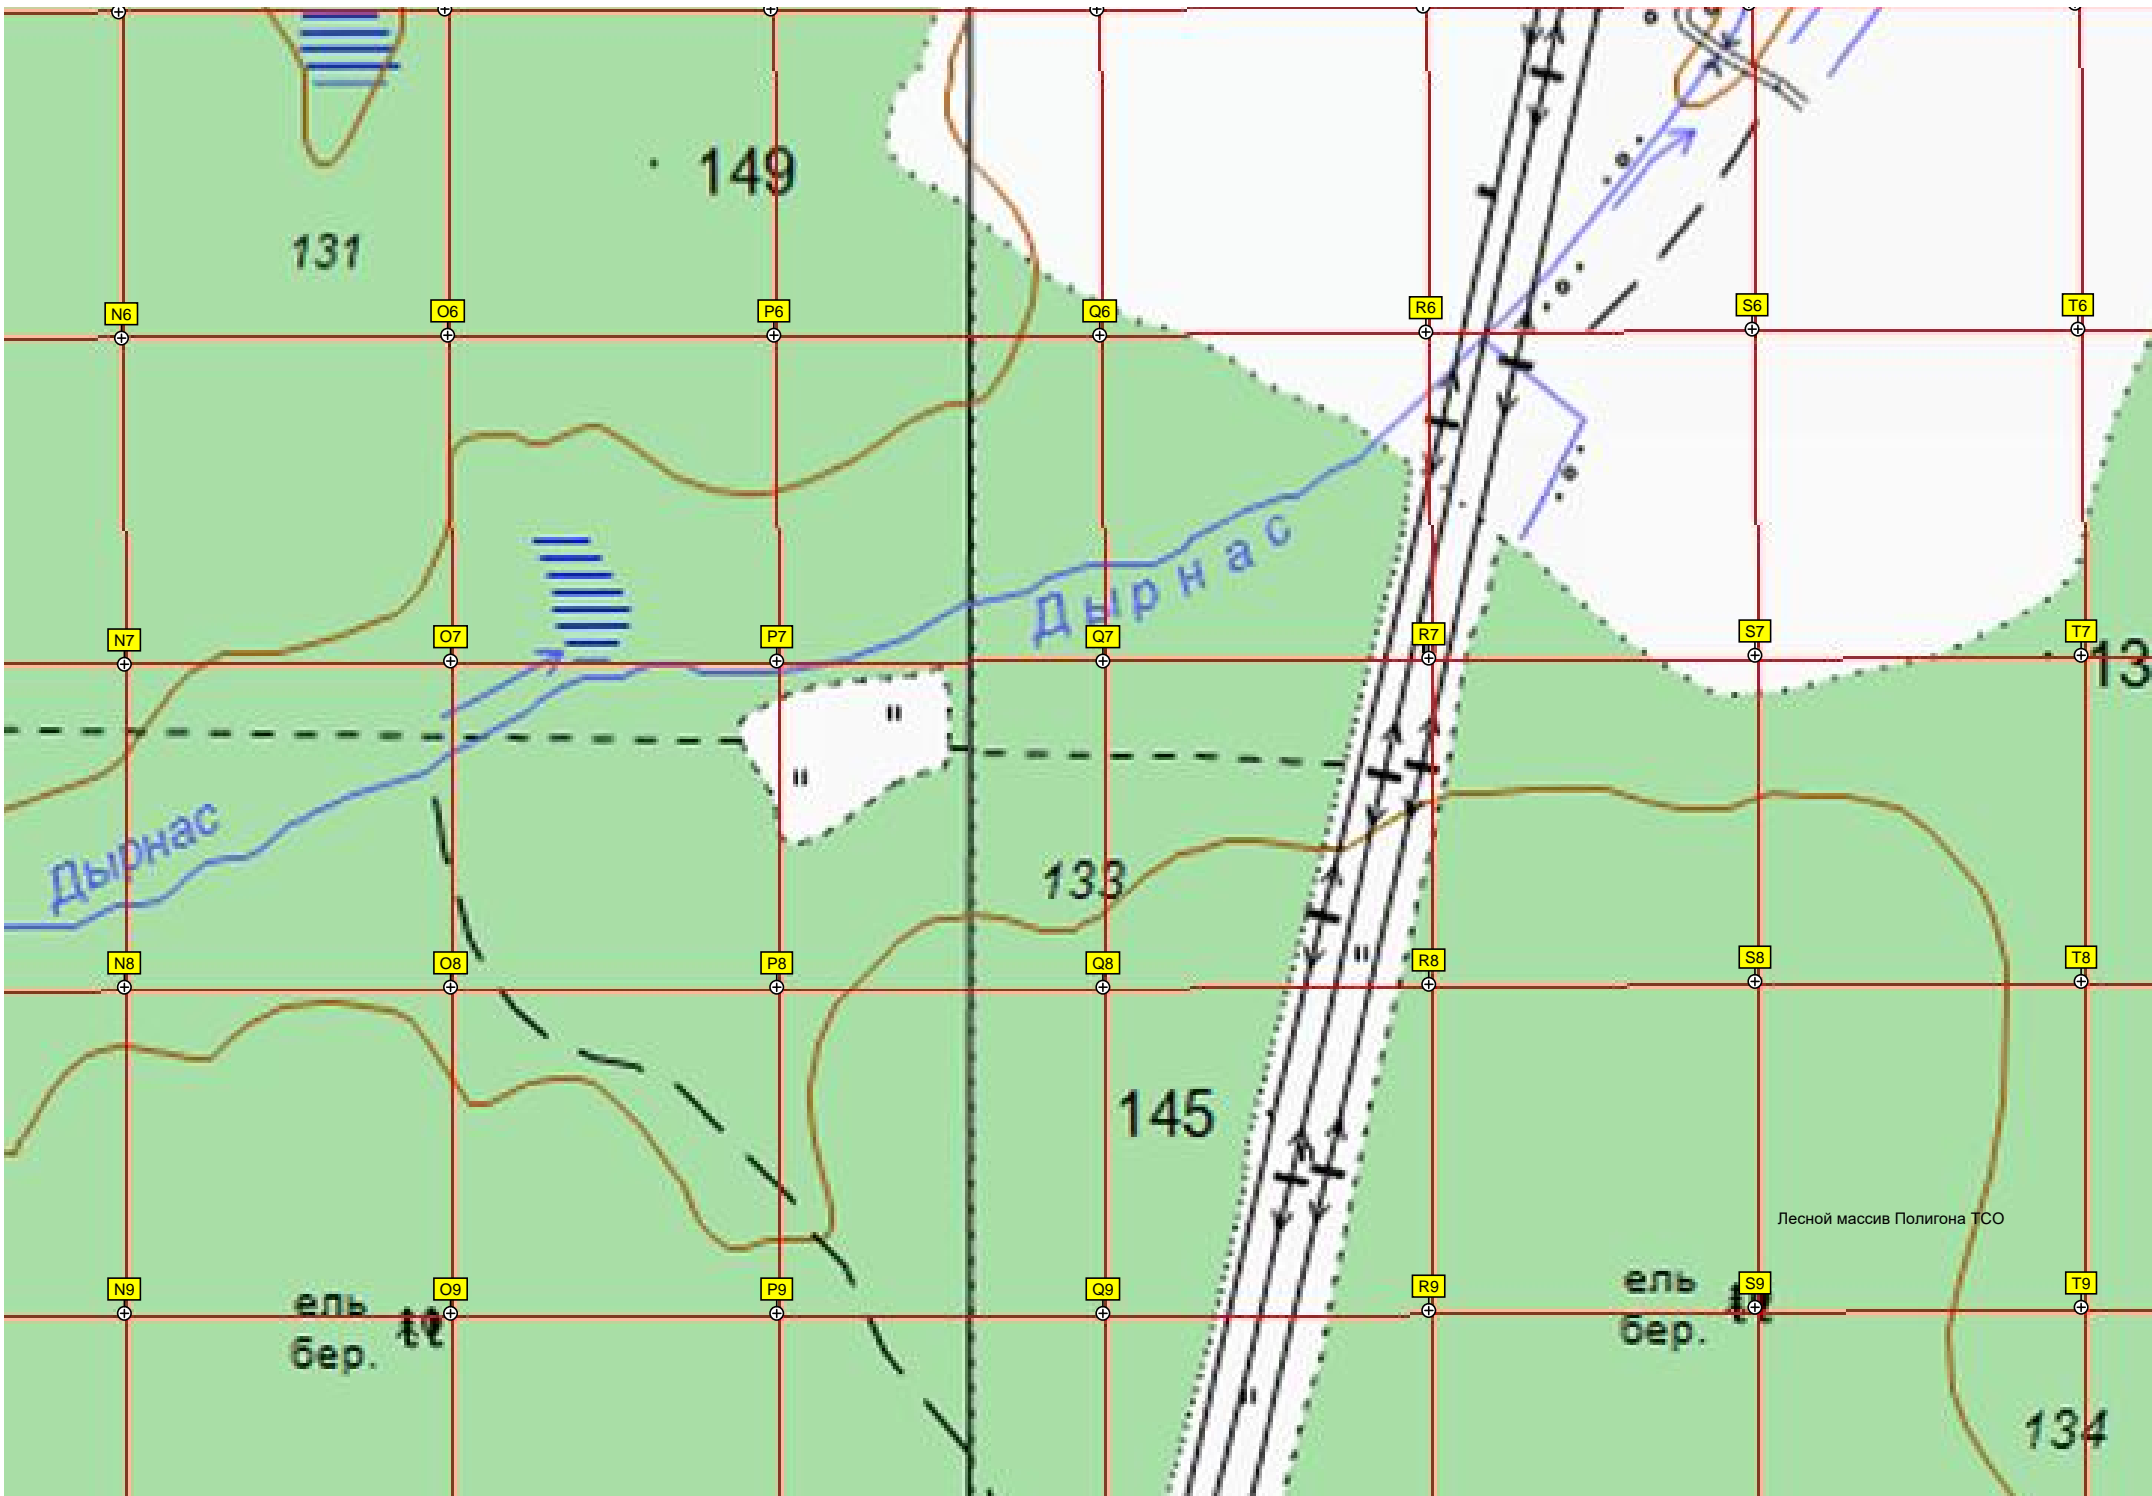 149
131
N6
O6
P6
Q6
R6
S6
T6
Дырнас
N7
O7
P7
Q7
R7
S7
T7
13
Дырнас
133
N8
O8
P8
Q8
R8
S8
T8
145
Лесной массив Полигона ТСО
N9
O9
P9
Q9
R9
S9
T9
ель
бер.
ель
бер.
134